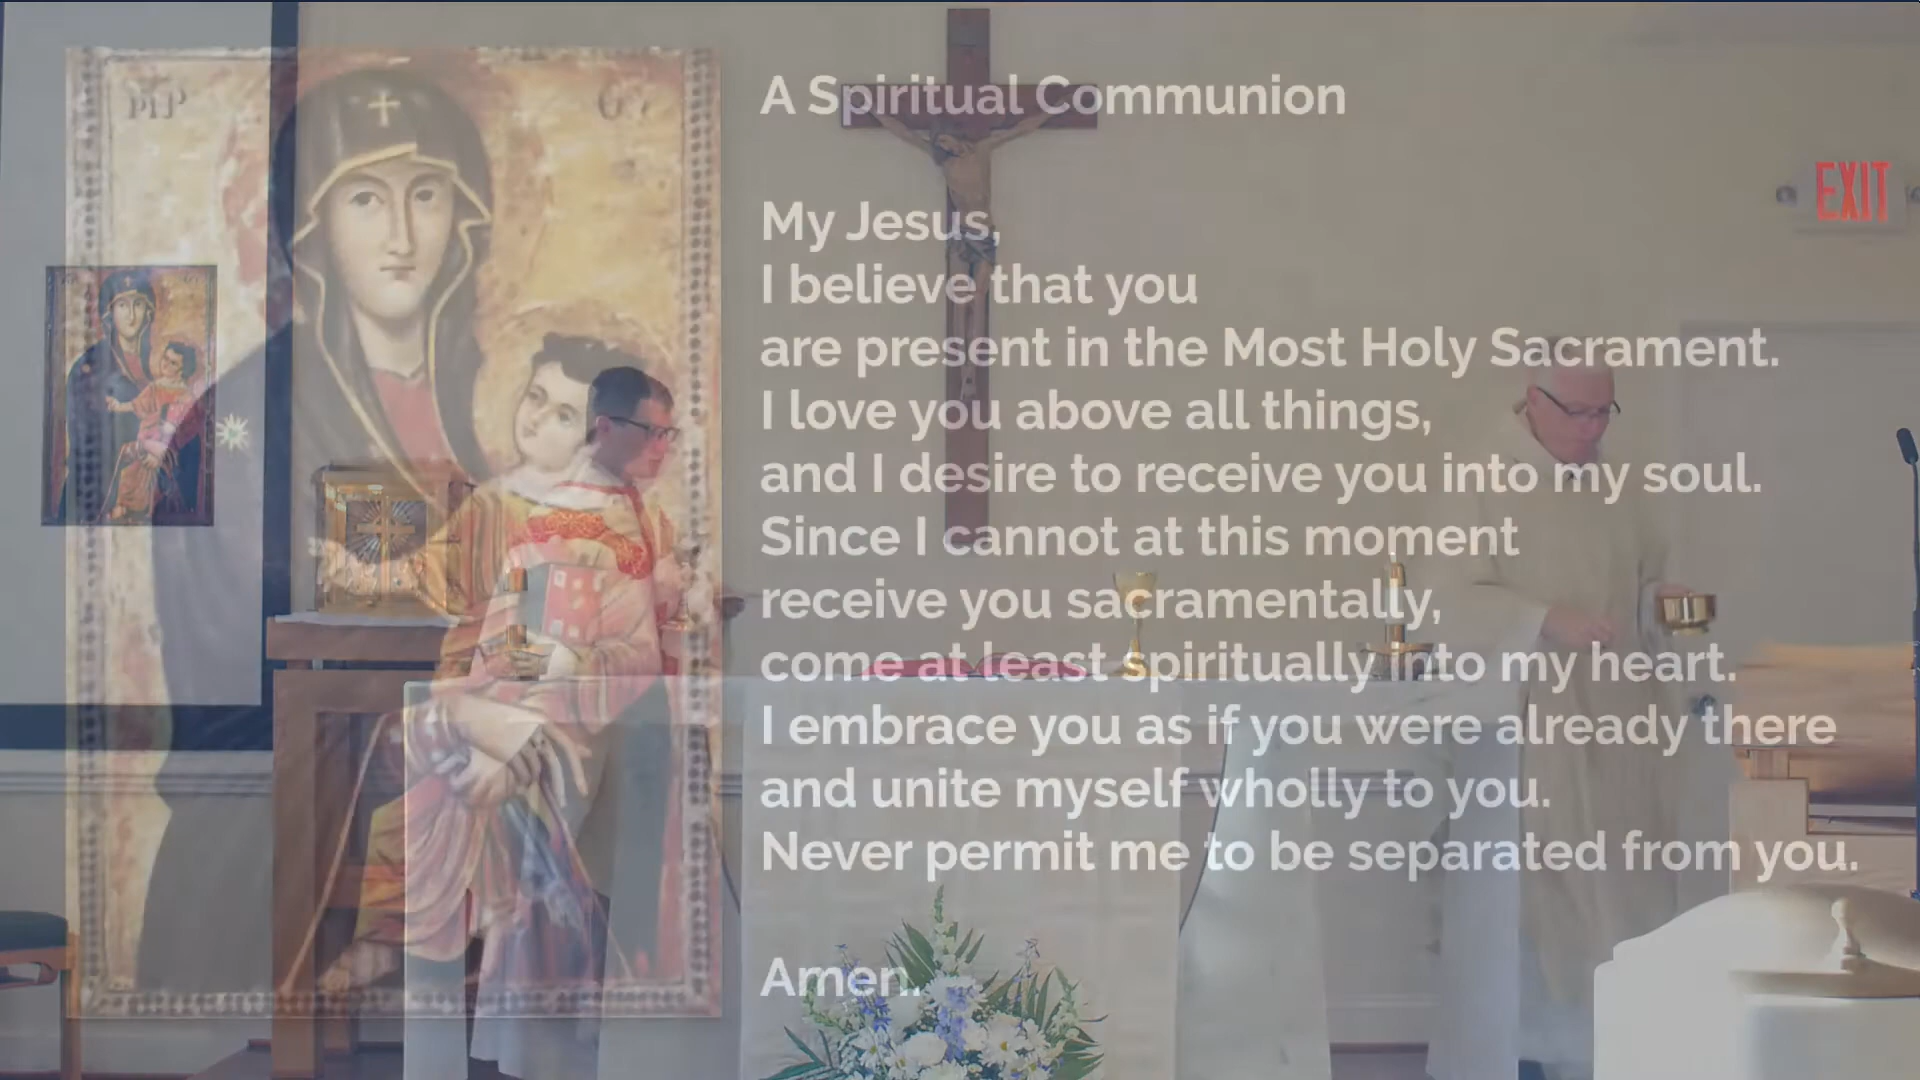 A Spiritual Communion
My Jesus,
I believe that you
are present in the Most Holy Sacrament.
I love you above all things,
and I desire to receive you into my soul.
Since I cannot at this moment
receive you sacramentally,
come at least spiritually into my heart.
I embrace you as if you were already there
and unite myself wholly to you.
Never permit me to be separated from you.
Amen.
EXIT